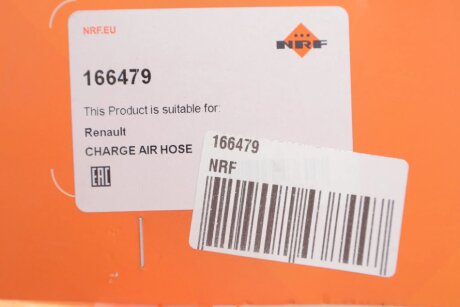 NRF.EU
NRF
166479
This Product is suitable for:
Renault
CHARGE AIR HOSE
EAC
166479
NRF